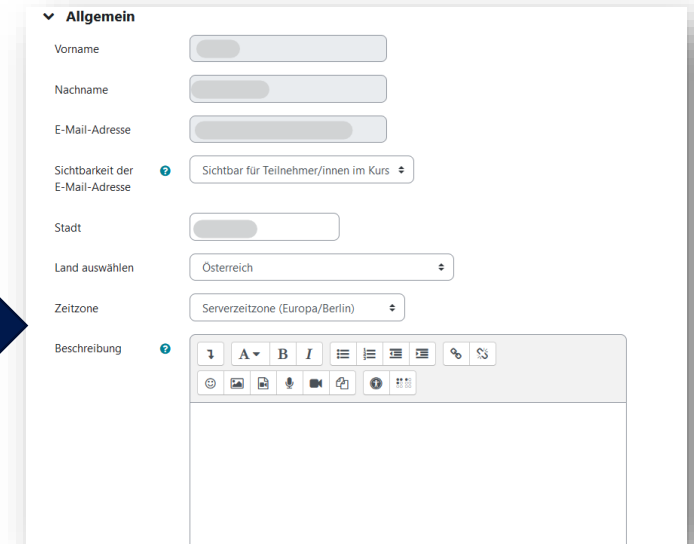 Allgemein
Vorname
Nachname
E-Mail-Adresse
Sichtbarkeit der
E-Mail-Adresse
Sichtbar für Teilnehmer/innen im Kurs
Stadt
Land auswählen
Österreich
Zeitzone
Serverzeitzone (Europa/Berlin)
Beschreibung
A B I